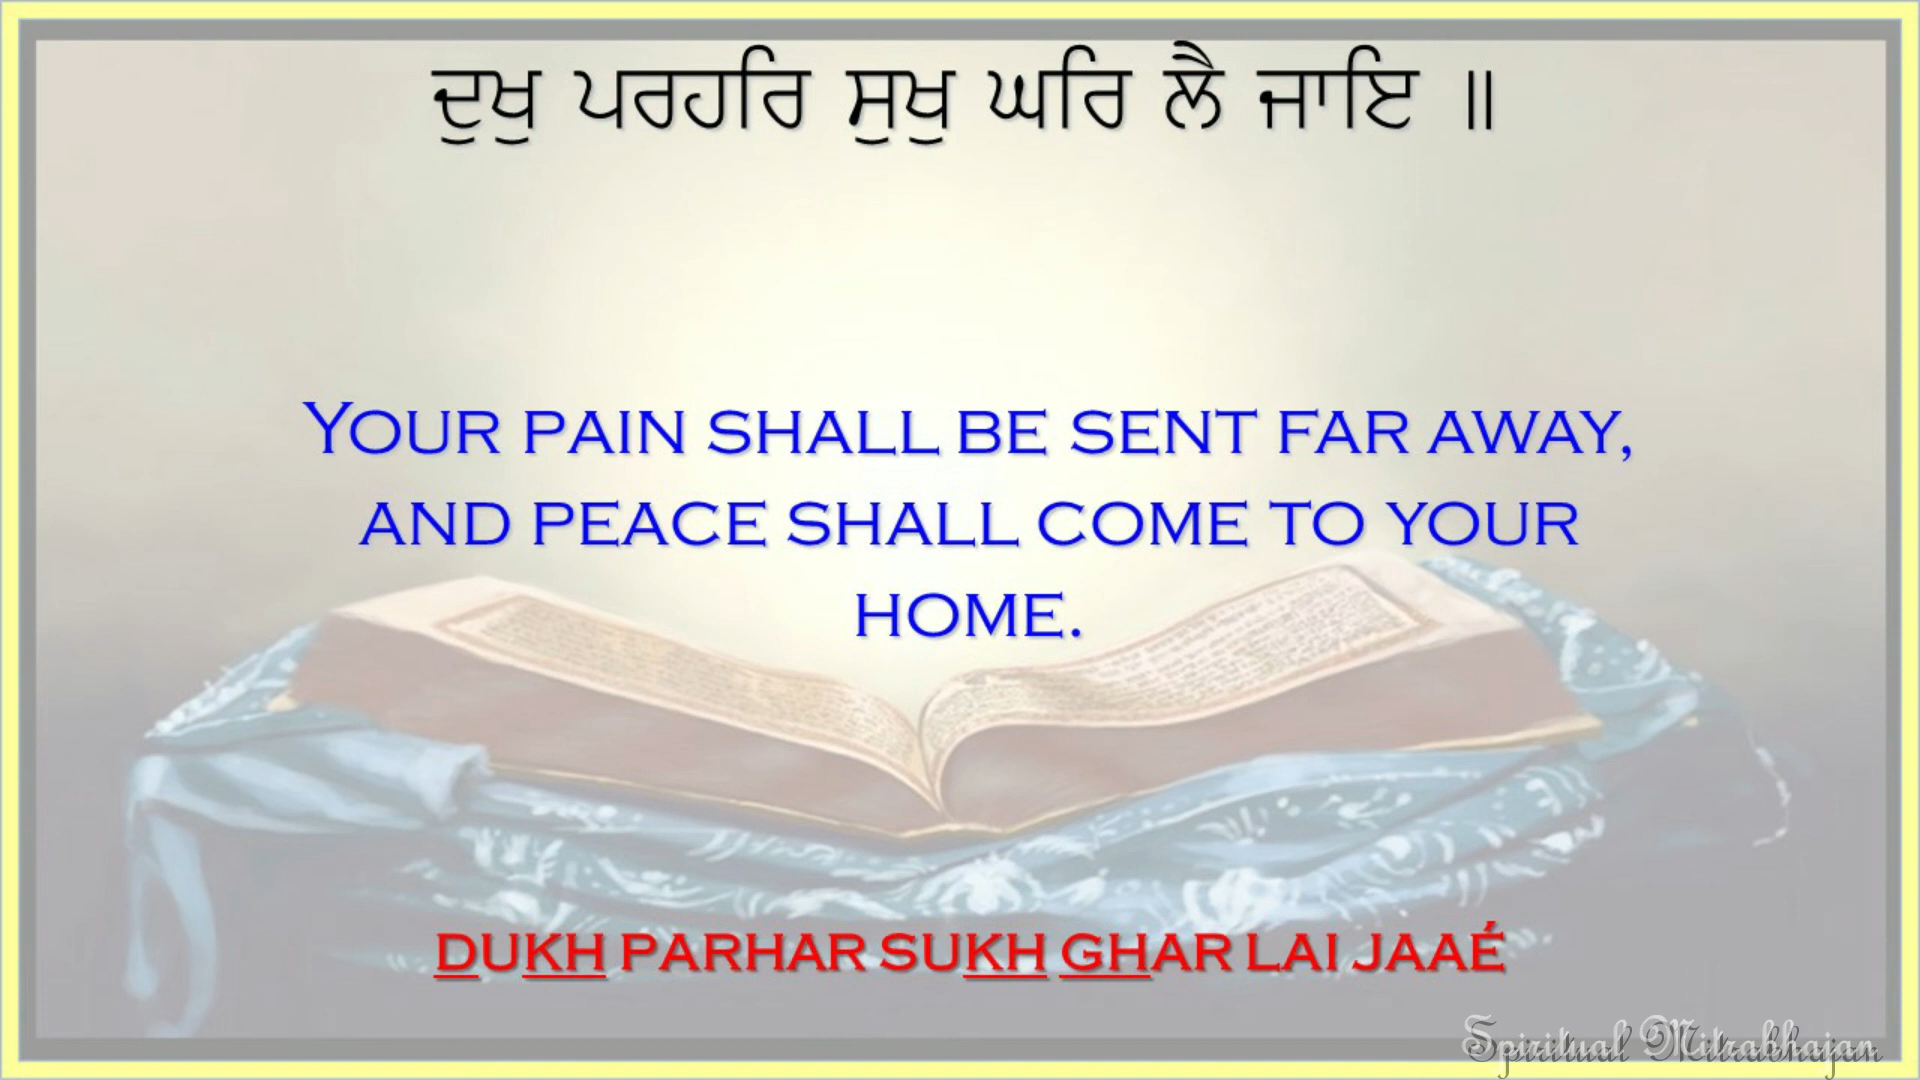 ਦੁਖੁ ਪਰਹਰਿ ਸੁਖੁ ਘਰਿ ਲੈ ਜਾਇ ॥
Your pain shall be sent far away,
and peace shall come to your
home.
dukh parhar sukh ghar lai jaaé
Spiritual Mitrabhajan